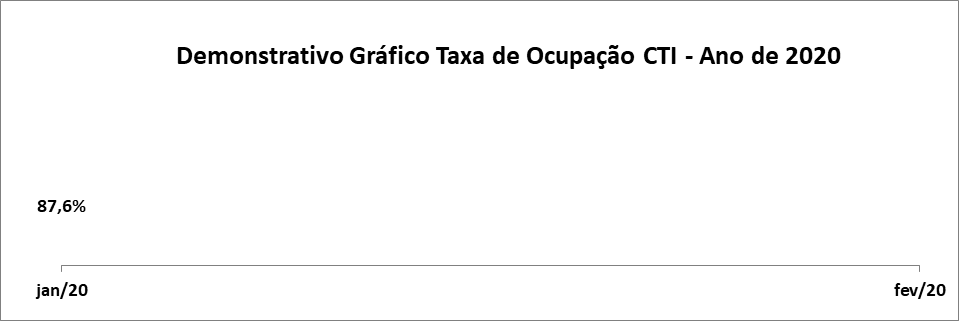 Demonstrativo Gráfico Taxa de Ocupação CTI - Ano de 2020
87,6%
jan/20 fev/20